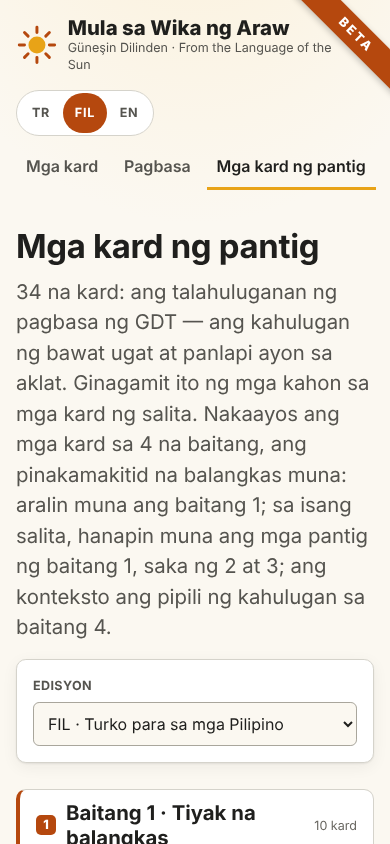 Mula sa Wika ng Araw
Güneşin Dilinden · From the Language of the
Sun
BETA
TR FIL EN
Mga kard Pagbasa Mga kard ng pantig
Mga kard ng pantig
34 na kard: ang talahuluganan ng
pagbasa ng GDT — ang kahulugan
ng bawat ugat at panlapi ayon sa
aklat. Ginagamit ito ng mga kahon sa
mga kard ng salita. Nakaayos ang
mga kard sa 4 na baitang, ang
pinakamakitid na balangkas muna:
aralin muna ang baitang 1; sa isang
salita, hanapin muna ang mga pantig
ng baitang 1, saka ng 2 at 3; ang
konteksto ang pipili ng kahulugan sa
baitang 4.
EDISYON
FIL · Turko para sa mga Pilipino
1 Baitang 1 · Tiyak na 10 kard
balangkas